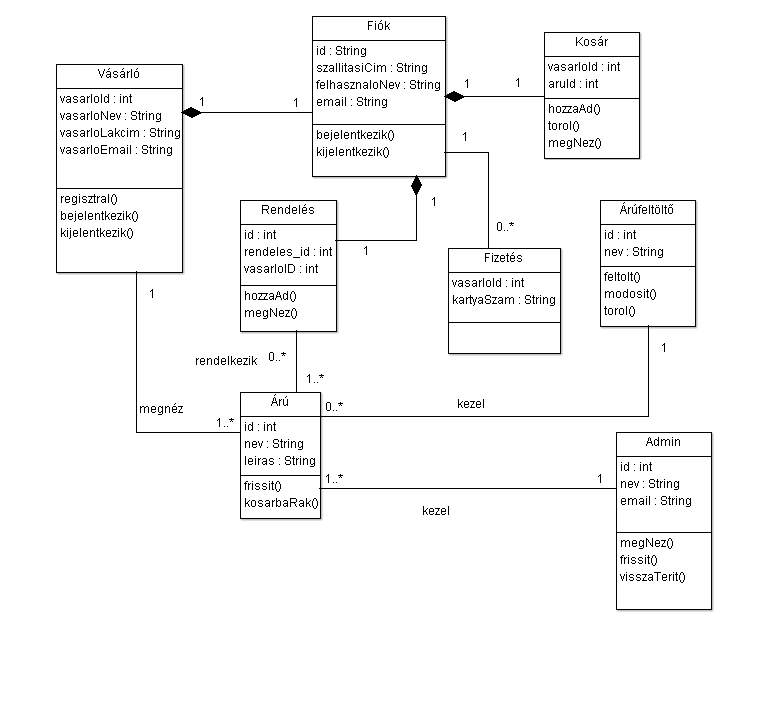 Vásárló
vasarloId : int
vasarloNev : String
vasarloLakcim : String
vasarloEmail : String
regisztral()
bejelentkezik()
kijelentkezik()
1
1
Fiók
id : String
szallitasiCim : String
felhasznaloNev : String
email : String
bejelentkezik()
kijelentkezik()
1
1
Kosár
vasarloId : int
aruId : int
hozzaAd()
torol()
megNez()
1
0..*
Fizetés
vasarloId : int
kartyaSzam : String
1
1
Rendelés
id : int
rendeles_id : int
vasarloID : int
hozzaAd()
megNez()
Árúfeltöltő
id : int
nev : String
feltolt()
modosit()
torol()
1
rendelkezik
0..*
1..*
1
megnéz
1..*
Árú
id : int
nev : String
leiras : String
frissit()
kosarbaRak()
0..*
kezel
1..*
1
kezel
Admin
id : int
nev : String
email : String
megNez()
frissit()
visszaTerit()